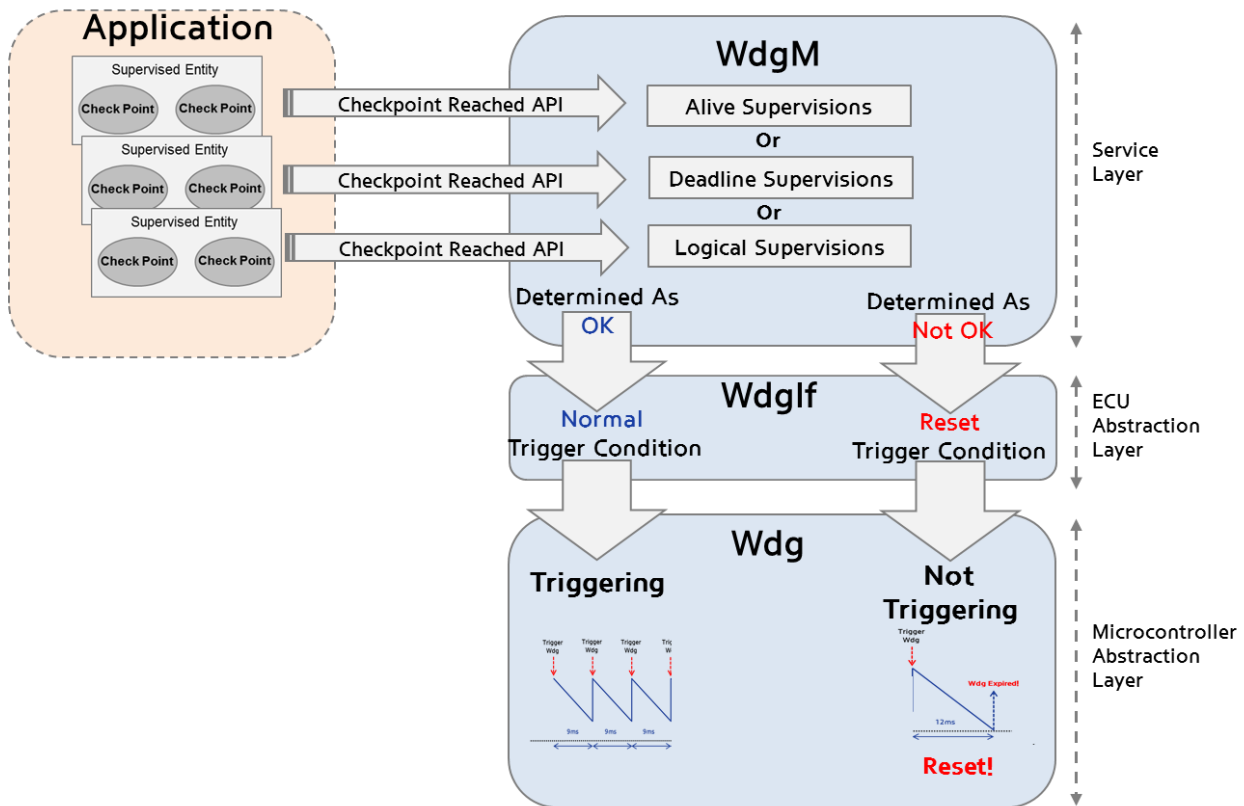 Application
Supervised Entity
Check Point
Check Point
Supervised Entity
Check Point
Check Point
Supervised Entity
Check Point
Check Point
Checkpoint Reached API
Checkpoint Reached API
Checkpoint Reached API
WdgM
Alive Supervisions
Or
Deadline Supervisions
Or
Logical Supervisions
Determined As
OK
Determined As
Not OK
Service
Layer
WdgIf
Normal
Trigger Condition
Reset
Trigger Condition
ECU
Abstraction
Layer
Wdg
Triggering
Trigger
Wdg
Trigger
Wdg
Trigger
Wdg
Trig
W
9ms
9ms
9ms
Not
Triggering
Trigger
Wdg
Wdg Expired!
12ms
Reset!
Microcontroller
Abstraction
Layer